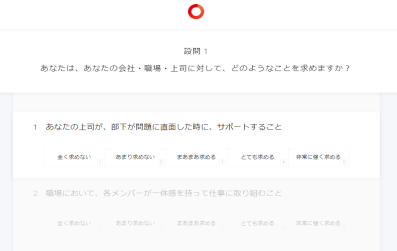 設問 1
あなたは、あなたの会社・職場・上司に対して、どのようなことを求めますか？
1 あなたの上司が、部下が問題に直面した時に、サポートすること
全く求めない あまり求めない まあまあ求める とても求める 非常に強く求める
2 職場において、各メンバーが一体感を持って仕事に取り組むこと
全く求めない あまり求めない まあまあ求める とても求める 非常に強く求める